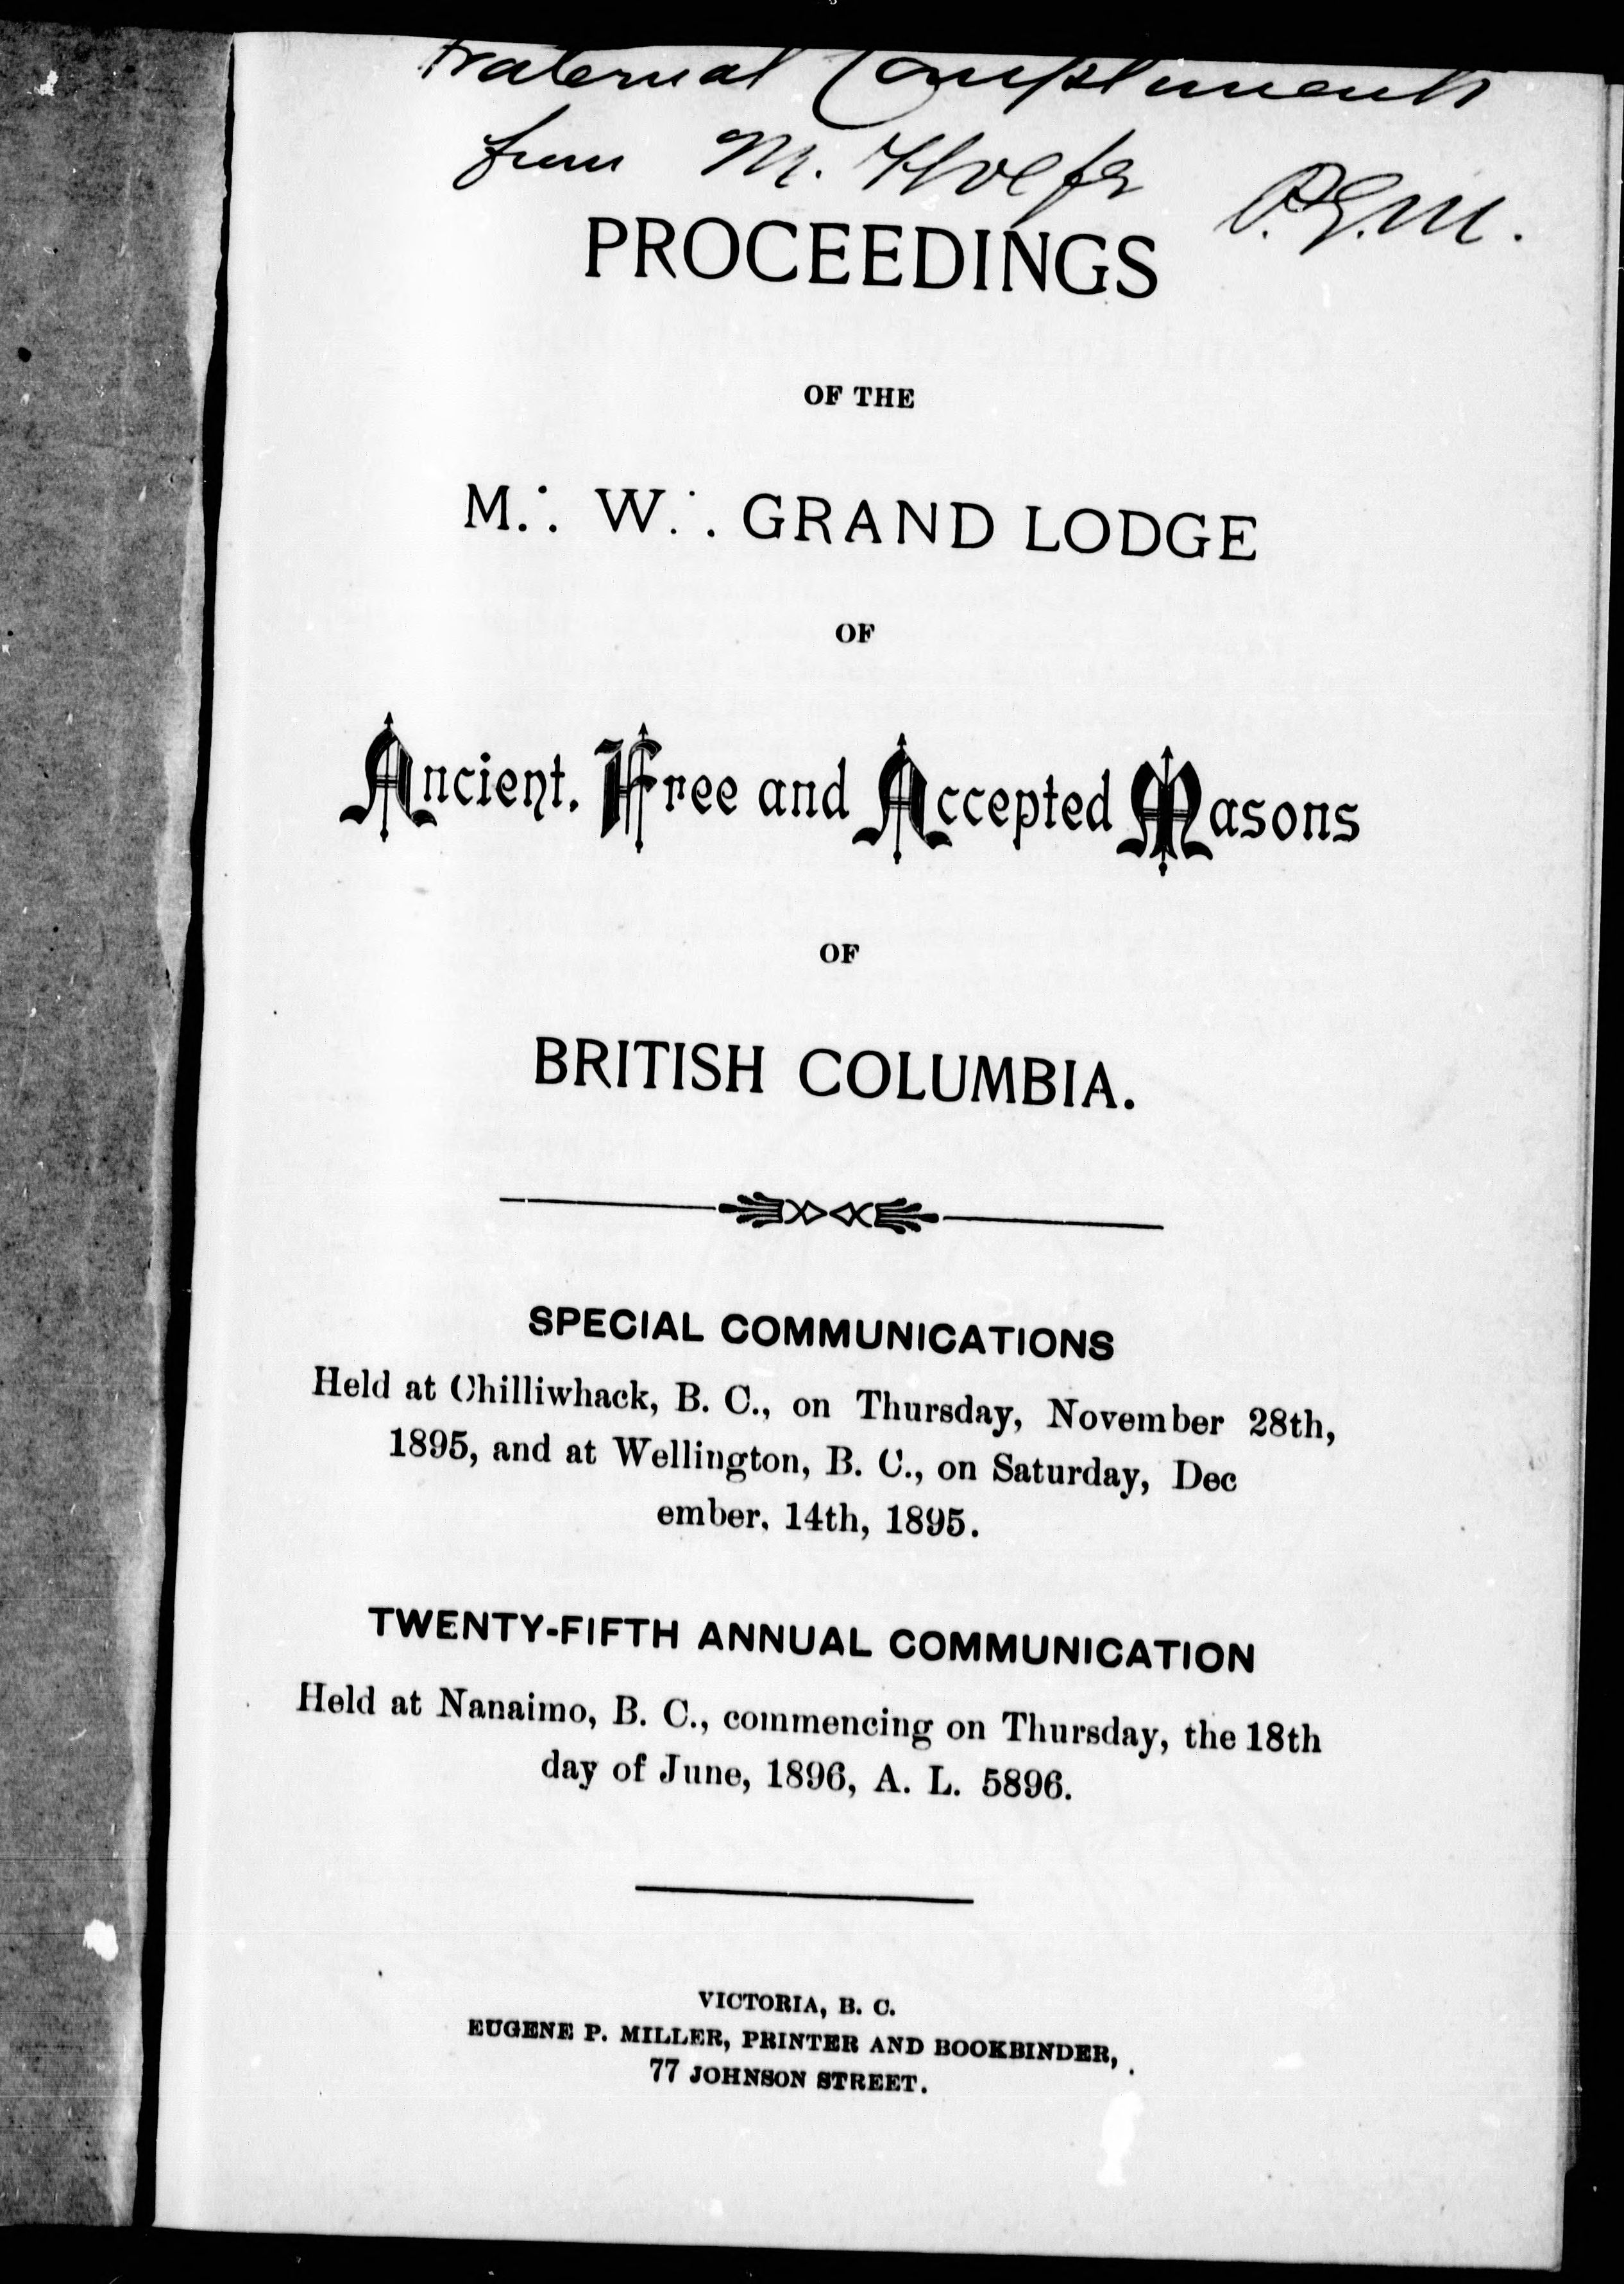 Fraternal Compliments
from M. P.G.M.
PROCEEDINGS
OF THE
M∴ W∴ GRAND LODGE
OF
Ancient, Free and Accepted Masons
OF
BRITISH COLUMBIA.
SPECIAL COMMUNICATIONS
Held at Chilliwhack, B. C., on Thursday, November 28th,
1895, and at Wellington, B. C., on Saturday, Dec
ember, 14th, 1895.
TWENTY-FIFTH ANNUAL COMMUNICATION
Held at Nanaimo, B. C., commencing on Thursday, the 18th
day of June, 1896, A. L. 5896.
VICTORIA, B. C.
EUGENE P. MILLER, PRINTER AND BOOKBINDER,
77 JOHNSON STREET.